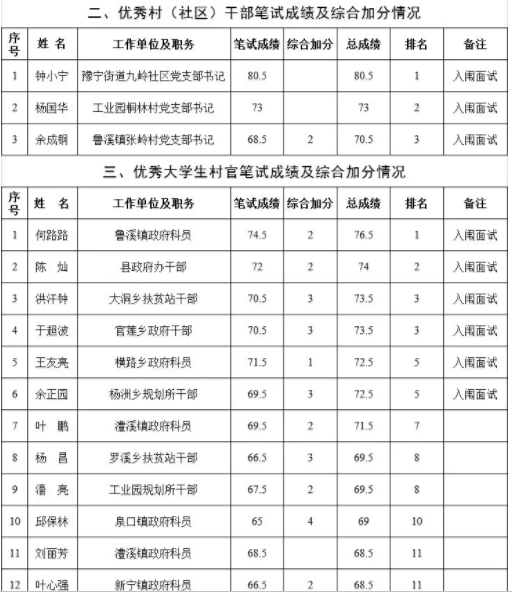 二、优秀村（社区）干部笔试成绩及综合加分情况
序号 姓 名 工作单位及职务 笔试成绩 综合加分 总成绩 排名 备注
1 钟小宁 豫宁街道九岭社区党支部书记 80.5 80.5 1 入闱面试
2 杨国华 工业园桐林村党支部书记 73 73 2 入闱面试
3 余成钢 鲁溪镇张岭村党支部书记 68.5 2 70.5 3 入闱面试
三、优秀大学生村官笔试成绩及综合加分情况
序号 姓 名 工作单位及职务 笔试成绩 综合加分 总成绩 排名 备注
1 何路路 鲁溪镇政府科员 74.5 2 76.5 1 入闱面试
2 陈 灿 县政府办干部 72 2 74 2 入闱面试
3 洪汗钟 大洞乡扶贫站干部 70.5 3 73.5 3 入闱面试
4 于超波 官莲乡政府干部 70.5 3 73.5 3 入闱面试
5 王友亮 横路乡政府科员 71.5 1 72.5 5 入闱面试
6 余正园 杨洲乡规划所干部 69.5 3 72.5 5 入闱面试
7 叶 鹏 澧溪镇政府科员 69.5 2 71.5 7
8 杨 昌 罗溪乡扶贫站干部 66.5 3 69.5 8
9 潘 亮 工业园规划所干部 67.5 2 69.5 8
10 邱保林 泉口镇政府科员 65 4 69 10
11 刘丽芳 澧溪镇政府科员 68.5 68.5 11
12 叶心强 新宁镇政府科员 66.5 2 68.5 11